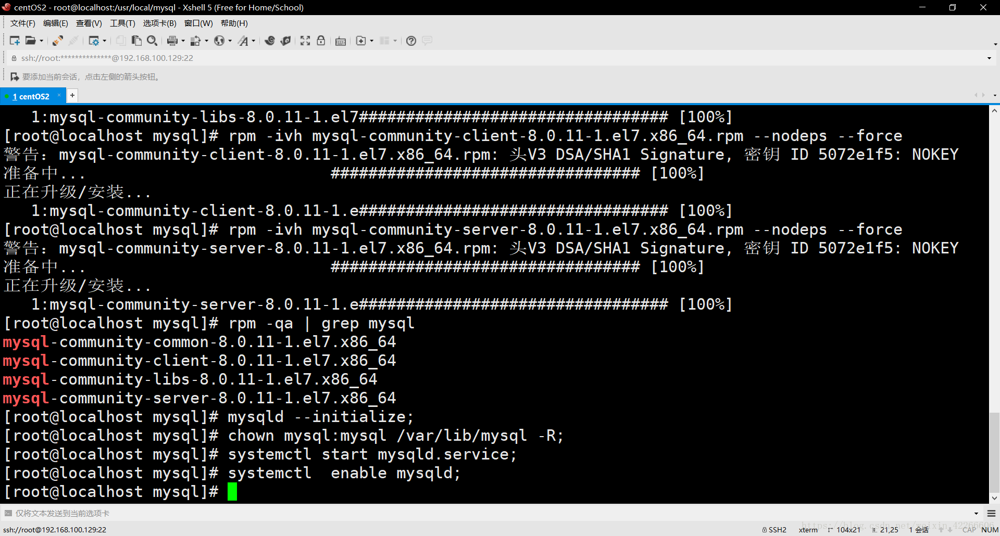 centOS2 - root@localhost:/usr/local/mysql - Xshell 5 (Free for Home/School)
文件(F) 编辑(E) 查看(V) 工具(T) 选项卡(B) 窗口(W) 帮助(H)
ssh://root:**************@192.168.100.129:22
要添加当前会话，点击左侧的箭头按钮。
1 centOS2 × +
   1:mysql-community-libs-8.0.11-1.el7################################# [100%]
[root@localhost mysql]# rpm -ivh mysql-community-client-8.0.11-1.el7.x86_64.rpm --nodeps --force
警告：mysql-community-client-8.0.11-1.el7.x86_64.rpm: 头V3 DSA/SHA1 Signature, 密钥 ID 5072e1f5: NOKEY
准备中...                          ################################# [100%]
正在升级/安装...
   1:mysql-community-client-8.0.11-1.e################################# [100%]
[root@localhost mysql]# rpm -ivh mysql-community-server-8.0.11-1.el7.x86_64.rpm --nodeps --force
警告：mysql-community-server-8.0.11-1.el7.x86_64.rpm: 头V3 DSA/SHA1 Signature, 密钥 ID 5072e1f5: NOKEY
准备中...                          ################################# [100%]
正在升级/安装...
   1:mysql-community-server-8.0.11-1.e################################# [100%]
[root@localhost mysql]# rpm -qa | grep mysql
mysql-community-common-8.0.11-1.el7.x86_64
mysql-community-client-8.0.11-1.el7.x86_64
mysql-community-libs-8.0.11-1.el7.x86_64
mysql-community-server-8.0.11-1.el7.x86_64
[root@localhost mysql]# mysqld --initialize;
[root@localhost mysql]# chown mysql:mysql /var/lib/mysql -R;
[root@localhost mysql]# systemctl start mysqld.service;
[root@localhost mysql]# systemctl  enable mysqld;
[root@localhost mysql]#
仅将文本发送到当前选项卡
https://blog.csdn.net/weixin_42266606
ssh://root@192.168.100.129:22 SSH2 xterm 104x21 21,25 1 会话 CAP NUM